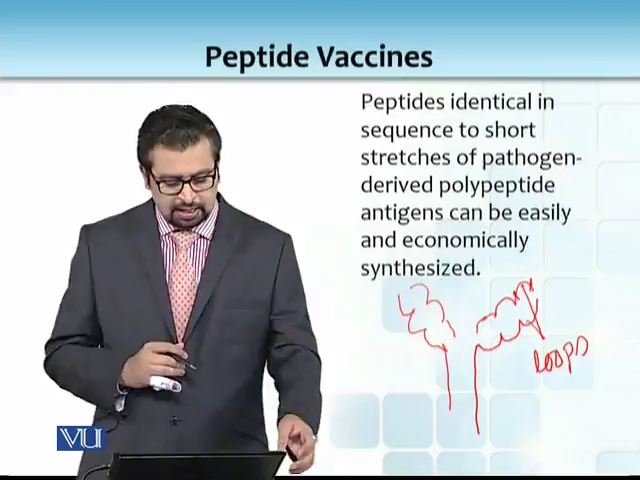 Peptide Vaccines
Peptides identical in
sequence to short
stretches of pathogen-
derived polypeptide
antigens can be easily
and economically
synthesized.
loops
VU